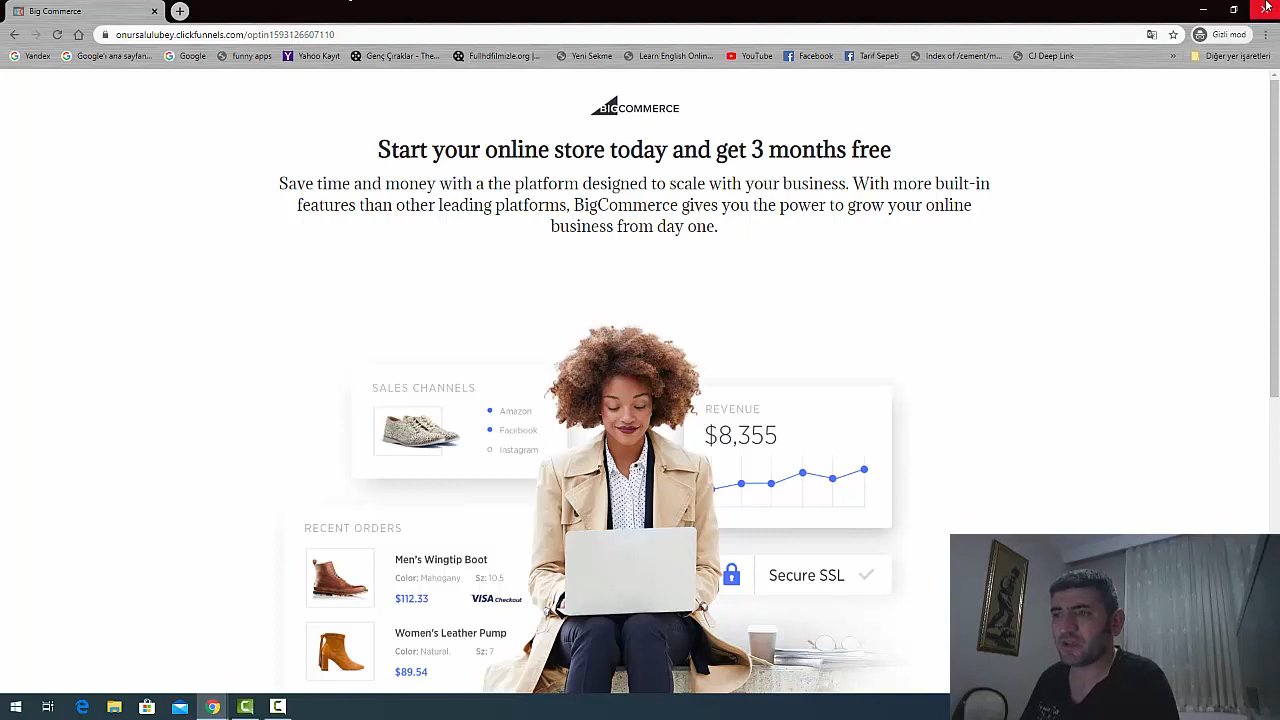 Big Commerce
onursalulubey.clickfunnels.com/optin1593126607110
Gizli mod
Yandex
Google'ei ana sayfan...
Google
funny apps
Yahoo Kayıt
Genç Çıraklar - The...
Fullhdfilmizle.org |...
Yeni Sekme
Learn English Onlin...
YouTube
Facebook
Tarif Sepeti
Index of /cement/m...
CJ Deep Link
»
Diğer yer işaretleri
BIGCOMMERCE
Start your online store today and get 3 months free
Save time and money with a the platform designed to scale with your business. With more built-in
features than other leading platforms, BigCommerce gives you the power to grow your online
business from day one.
SALES CHANNELS
Amazon
Facebook
Instagram
REVENUE
$8,355
RECENT ORDERS
Men's Wingtip Boot
Color: Mahogany Sz: 10.5
$112.33 VISA Checkout
Secure SSL
Women's Leather Pump
Color: Natural. Sz: 7
$89.54